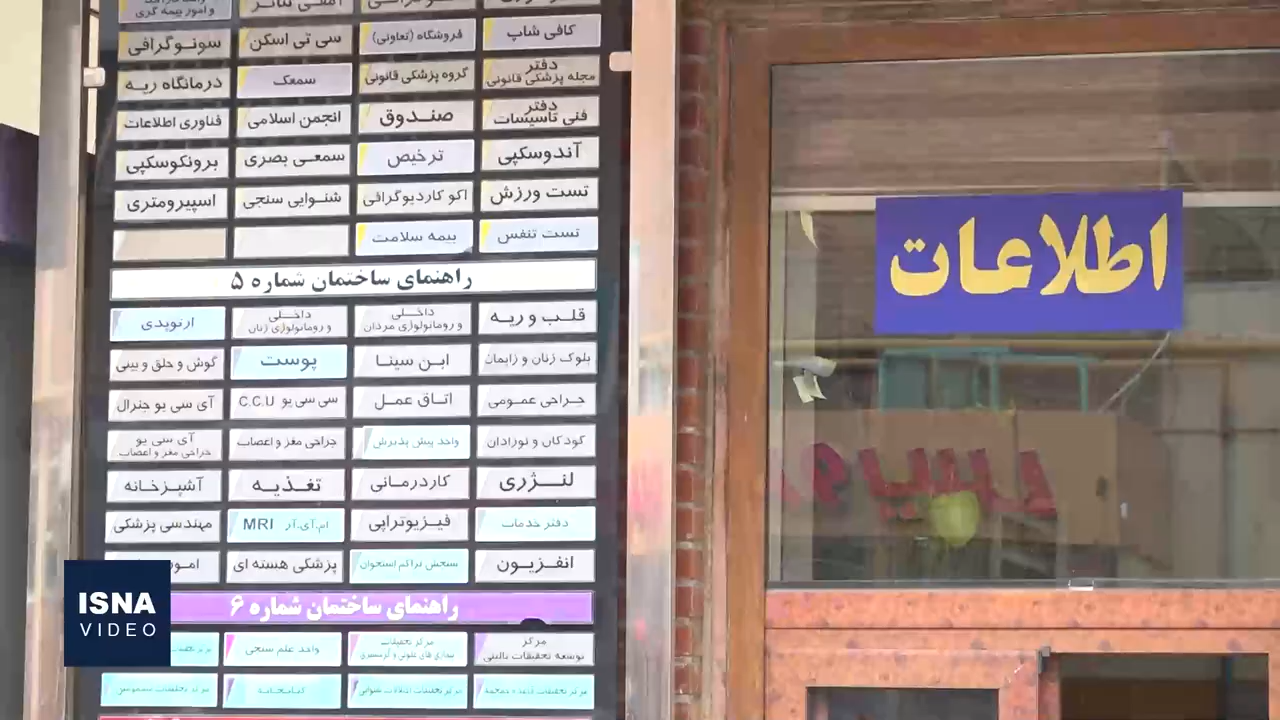 و امور بیمه گری
کافی شاپ
فروشگاه (تعاونی)
سی تی اسکن
سونوگرافی
دفتر
مجله پزشکی قانونی
گروه پزشکی قانونی
سمعک
درمانگاه ریه
دفتر
فنی تاسیسات
صندوق
انجمن اسلامی
فناوری اطلاعات
آندوسکپی
ترخیص
سمعی بصری
برونکوسکپی
تست ورزش
اکو کاردیوگرافی
شنوایی سنجی
اسپیرومتری
تست تنفس
بیمه سلامت
راهنمای ساختمان شماره ۵
قلب و ریه
داخلی
و روماتولوژی مردان
داخلی
و روماتولوژی زنان
ارتوپدی
بلوک زنان و زایمان
ابن سینا
پوست
گوش و حلق و بینی
جراحی عمومی
اتاق عمل
سی سی یو C.C.U
آی سی یو جنرال
کودکان و نوزادان
واحد پیش پذیرش
جراحی مغز و اعصاب
آی سی یو
جراحی مغز و اعصاب
لنژری
کاردرمانی
تغذیه
آشپزخانه
دفتر خدمات
فیزیوتراپی
ام.آی.آر MRI
مهندسی پزشکی
انفزیون
سنجش تراکم استخوان
پزشکی هسته ای
راهنمای ساختمان شماره ۶
مرکز
توسعه تحقیقات بالینی
مرکز تحقیقات
واحد علم سنجی
کتابخانه
اطلاعات
ISNA
VIDEO